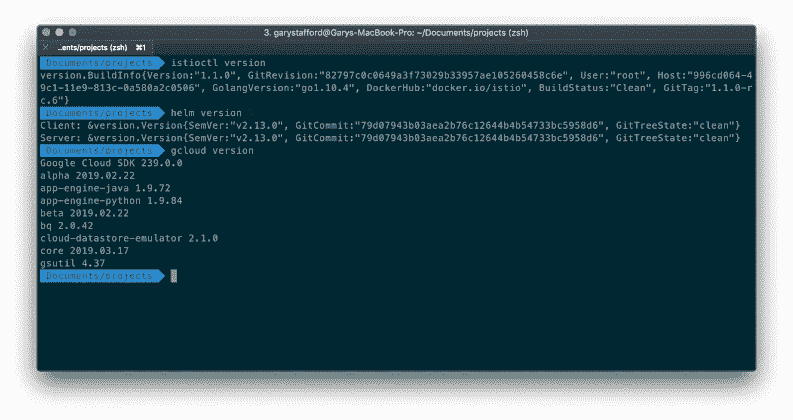 3. garystafford@Garys-MacBook-Pro: ~/Documents/projects (zsh)
× ..ents/projects (zsh) ⌘1
Documents/projects istioctl version
version.BuildInfo{Version:"1.1.0", GitRevision:"82797c0c0649a3f73029b33957ae105260458c6e", User:"root", Host:"996cd064-4
9c1-11e9-813c-0a580a2c0506", GolangVersion:"go1.10.4", DockerHub:"docker.io/istio", BuildStatus:"Clean", GitTag:"1.1.0-r
c.6"}
Documents/projects helm version
Client: &version.Version{SemVer:"v2.13.0", GitCommit:"79d07943b03aea2b76c12644b4b54733bc5958d6", GitTreeState:"clean"}
Server: &version.Version{SemVer:"v2.13.0", GitCommit:"79d07943b03aea2b76c12644b4b54733bc5958d6", GitTreeState:"clean"}
Documents/projects gcloud version
Google Cloud SDK 239.0.0
alpha 2019.02.22
app-engine-java 1.9.72
app-engine-python 1.9.84
beta 2019.02.22
bq 2.0.42
cloud-datastore-emulator 2.1.0
core 2019.03.17
gsutil 4.37
Documents/projects